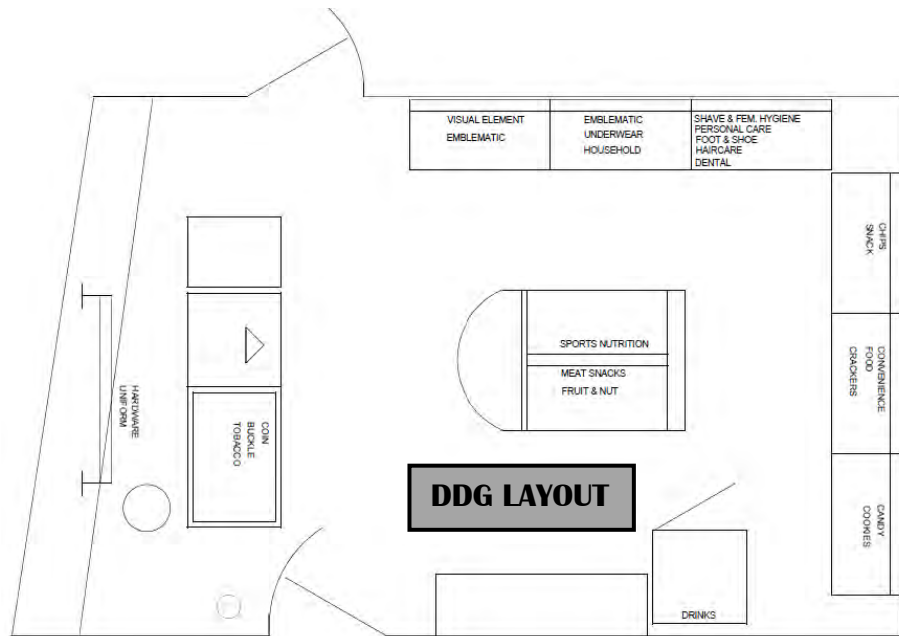 VISUAL ELEMENT
EMBLEMATIC
EMBLEMATIC
UNDERWEAR
HOUSEHOLD
SHAVE & FEM. HYGIENE
PERSONAL CARE
FOOT & SHOE
HAIRCARE
DENTAL
CHIPS
SNACK
SPORTS NUTRITION
MEAT SNACKS
FRUIT & NUT
CONVENIENCE
FOOD
CRACKERS
HARDWARE
UNIFORM
COIN
BUCKLE
TOBACCO
DDG LAYOUT
CANDY
COOKIES
DRINKS